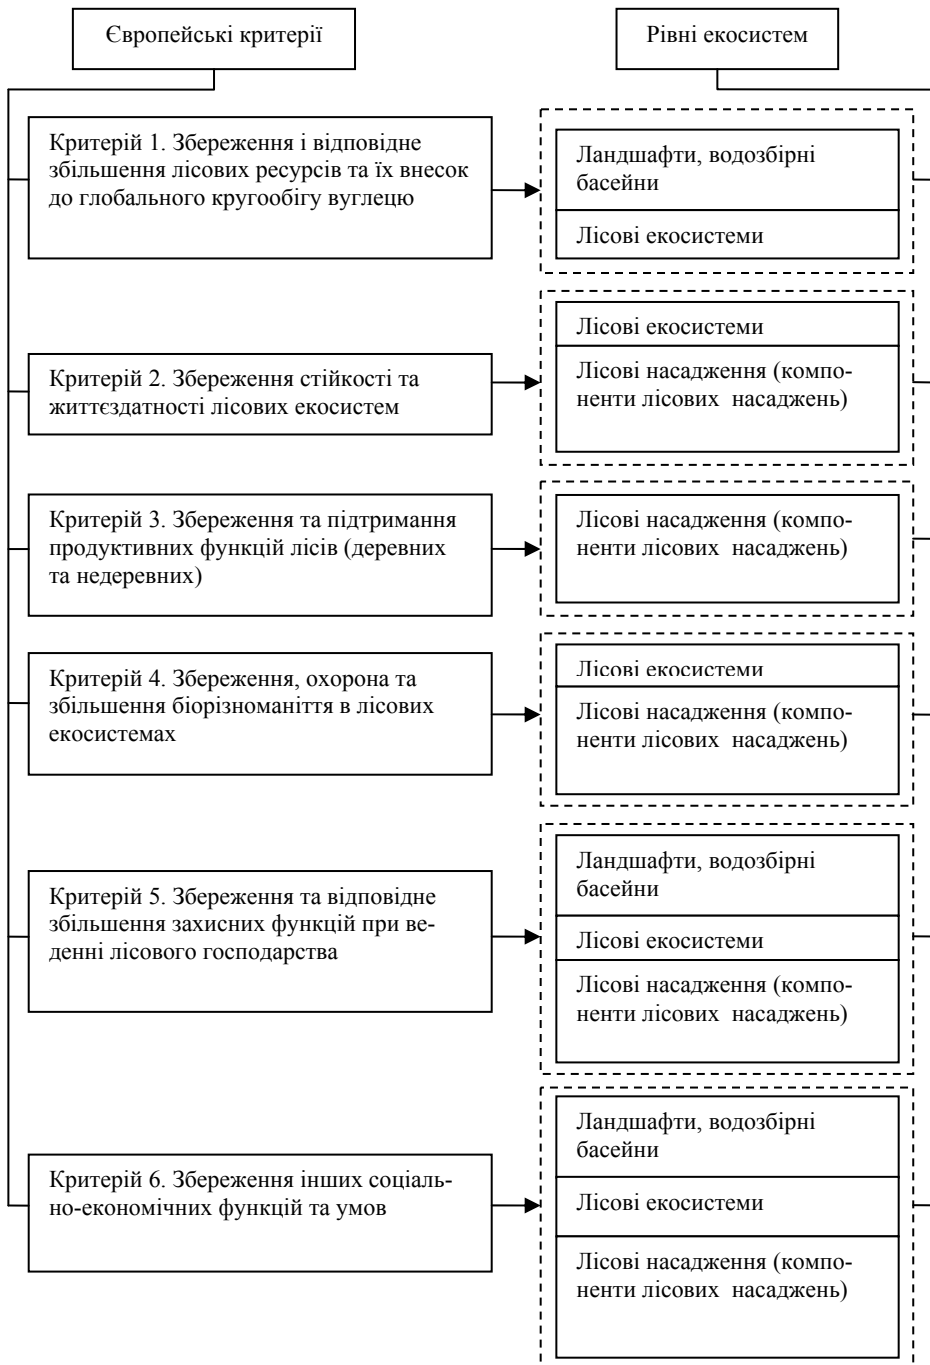 Європейські критерії
Рівні екосистем
Критерій 1. Збереження і відповідне
збільшення лісових ресурсів та їх внесок
до глобального кругообігу вуглецю
Ландшафти, водозбірні
басейни
Лісові екосистеми
Критерій 2. Збереження стійкості та
життєздатності лісових екосистем
Лісові екосистеми
Лісові насадження (компо-
ненти лісових  насаджень)
Критерій 3. Збереження та підтримання
продуктивних функцій лісів (деревних
та недеревних)
Лісові насадження (компо-
ненти лісових  насаджень)
Критерій 4. Збереження, охорона та
збільшення біорізноманіття в лісових
екосистемах
Лісові екосистеми
Лісові насадження (компо-
ненти лісових  насаджень)
Критерій 5. Збереження та відповідне
збільшення захисних функцій при ве-
денні лісового господарства
Ландшафти, водозбірні
басейни
Лісові екосистеми
Лісові насадження (компо-
ненти лісових  насаджень)
Критерій 6. Збереження інших соціаль-
но-економічних функцій та умов
Ландшафти, водозбірні
басейни
Лісові екосистеми
Лісові насадження (компо-
ненти лісових  насаджень)